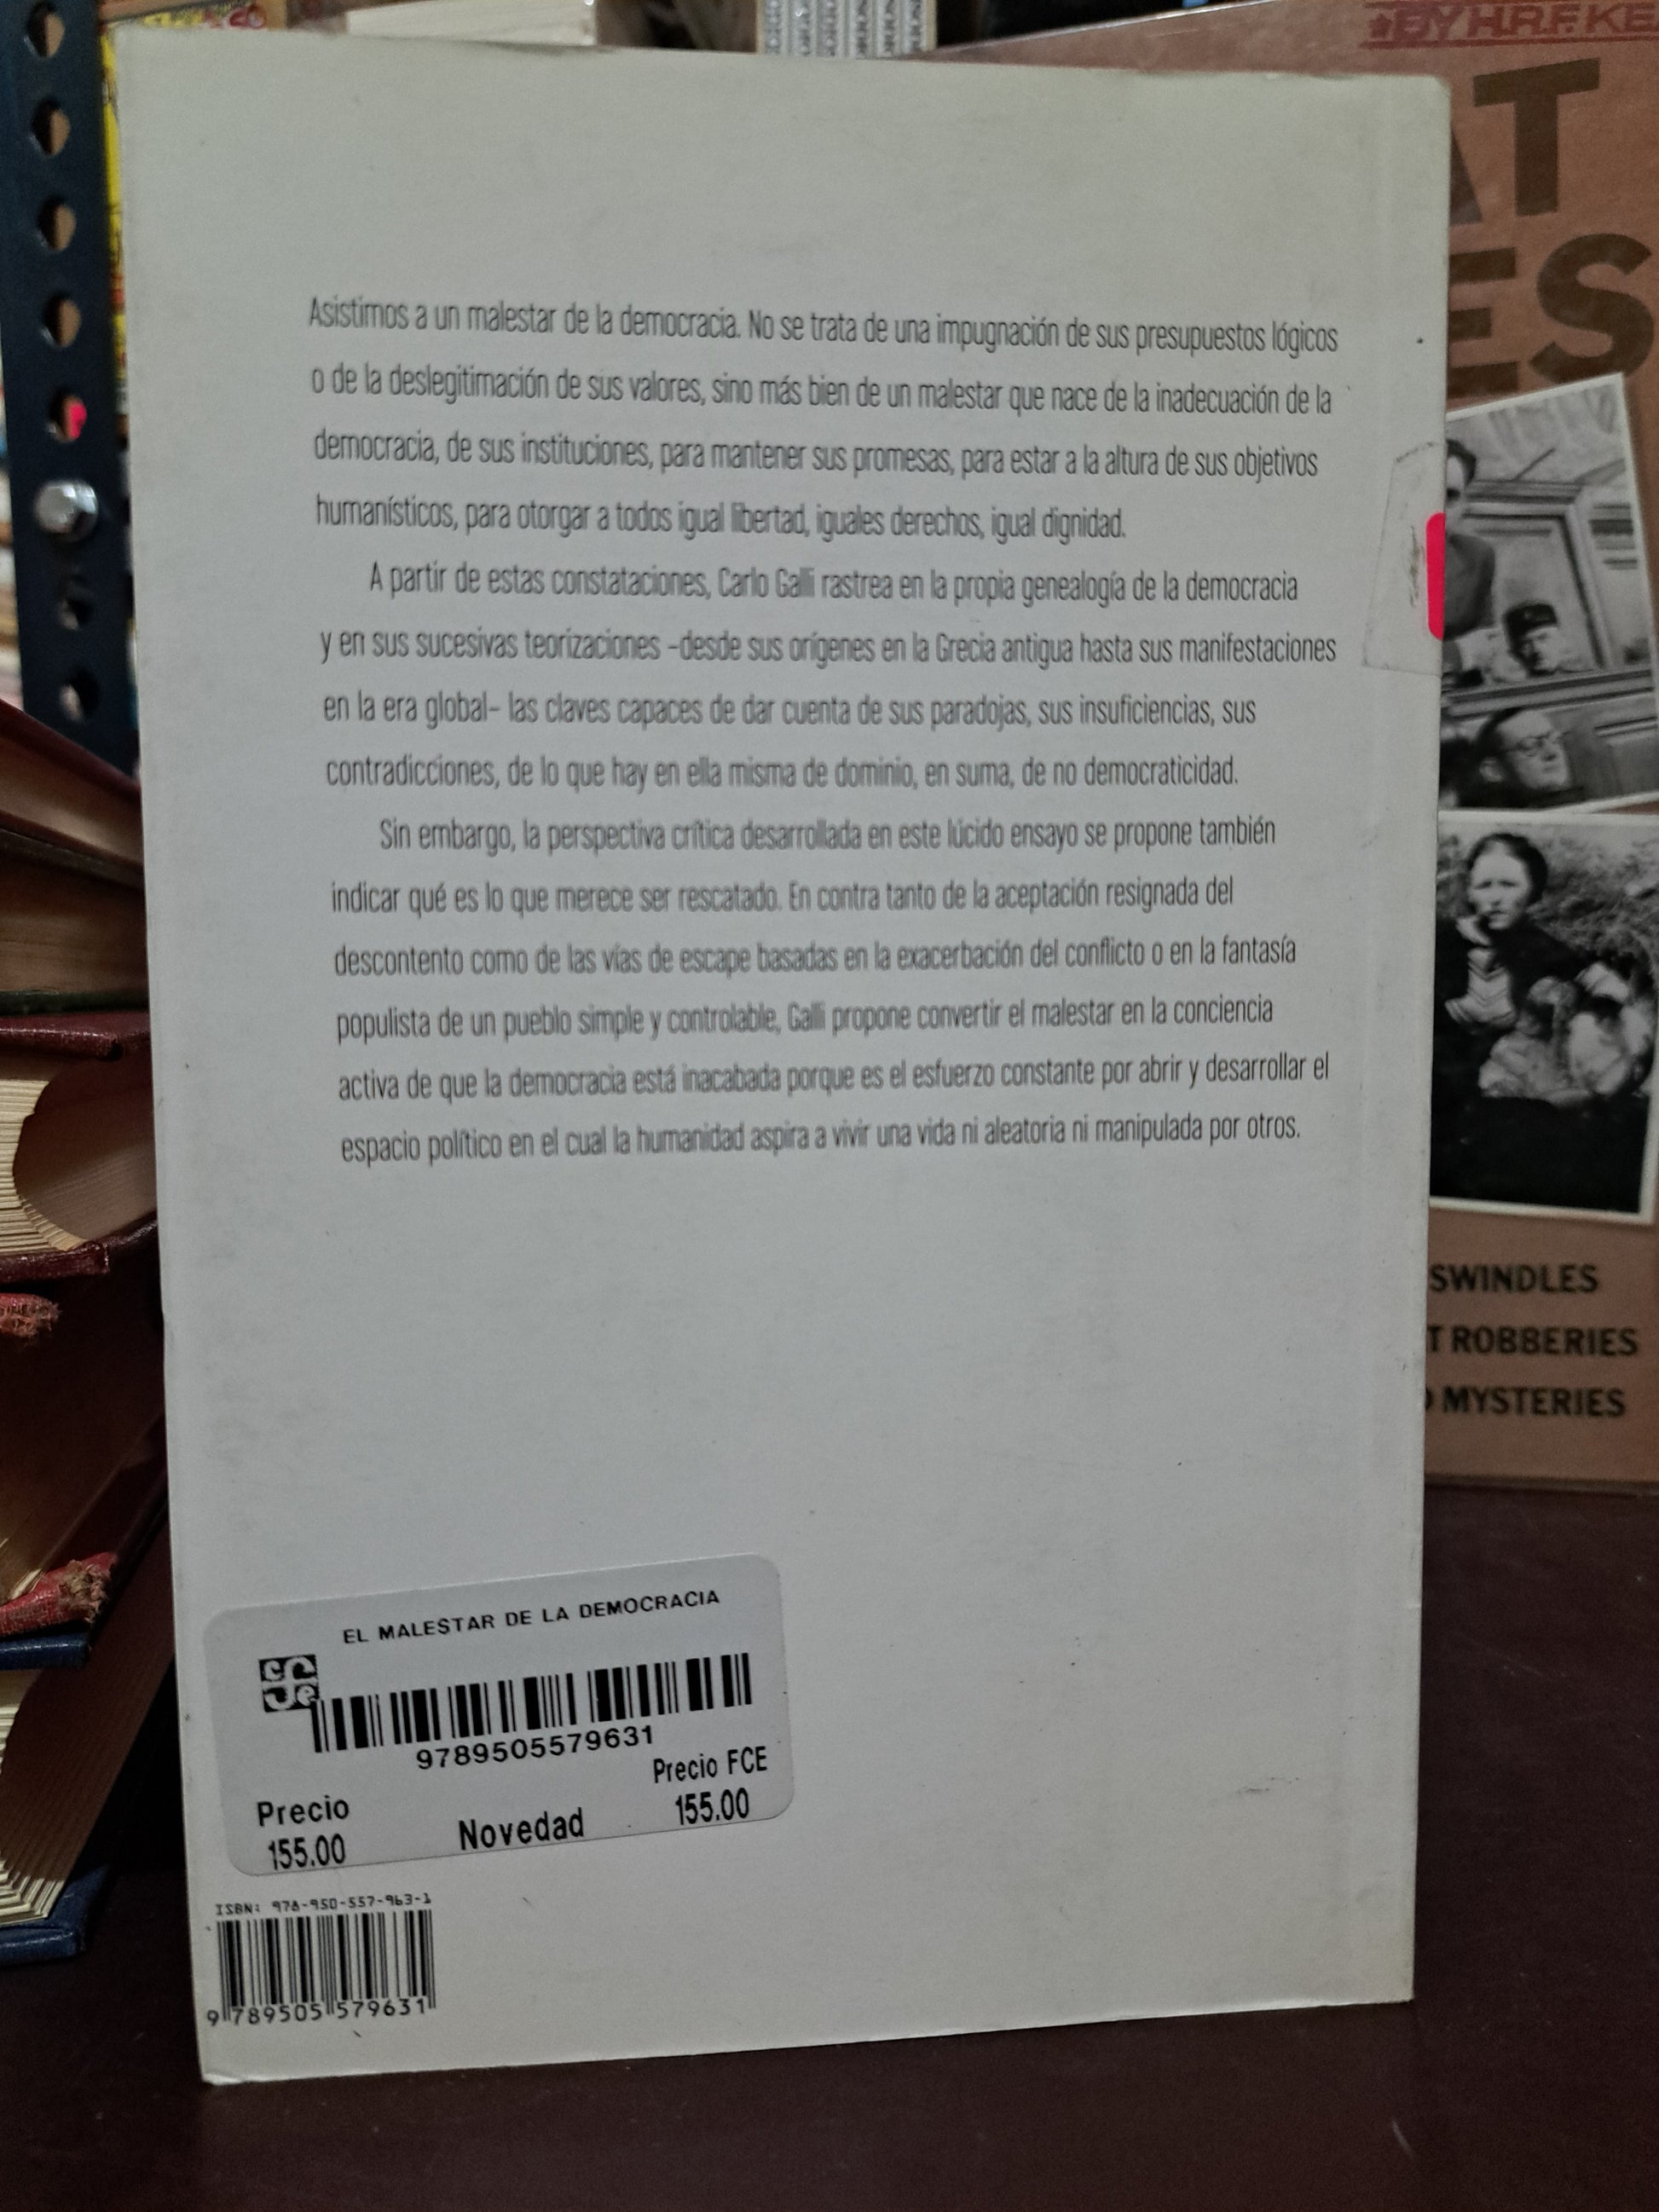 BY H.R.F. KE
AT
ES
Asistimos a un malestar de la democracia. No se trata de una impugnación de sus presupuestos lógicos
o de la deslegitimación de sus valores, sino más bien de un malestar que nace de la inadecuación de la
democracia, de sus instituciones, para mantener sus promesas, para estar a la altura de sus objetivos
humanísticos, para otorgar a todos igual libertad, iguales derechos, igual dignidad.
A partir de estas constataciones, Carlo Galli rastrea en la propia genealogía de la democracia
y en sus sucesivas teorizaciones -desde sus orígenes en la Grecia antigua hasta sus manifestaciones
en la era global- las claves capaces de dar cuenta de sus paradojas, sus insuficiencias, sus
contradicciones, de lo que hay en ella misma de dominio, en suma, de no democraticidad.
Sin embargo, la perspectiva crítica desarrollada en este lúcido ensayo se propone también
indicar qué es lo que merece ser rescatado. En contra tanto de la aceptación resignada del
descontento como de las vías de escape basadas en la exacerbación del conflicto o en la fantasía
populista de un pueblo simple y controlable, Galli propone convertir el malestar en la conciencia
activa de que la democracia está inacabada porque es el esfuerzo constante por abrir y desarrollar el
espacio político en el cual la humanidad aspira a vivir una vida ni aleatoria ni manipulada por otros.
SWINDLES
T ROBBERIES
MYSTERIES
EL MALESTAR DE LA DEMOCRACIA
cfe
9789505579631
Precio FCE
155.00
Precio
155.00
Novedad
ISBN: 978-950-557-963-1
9 789505 579631